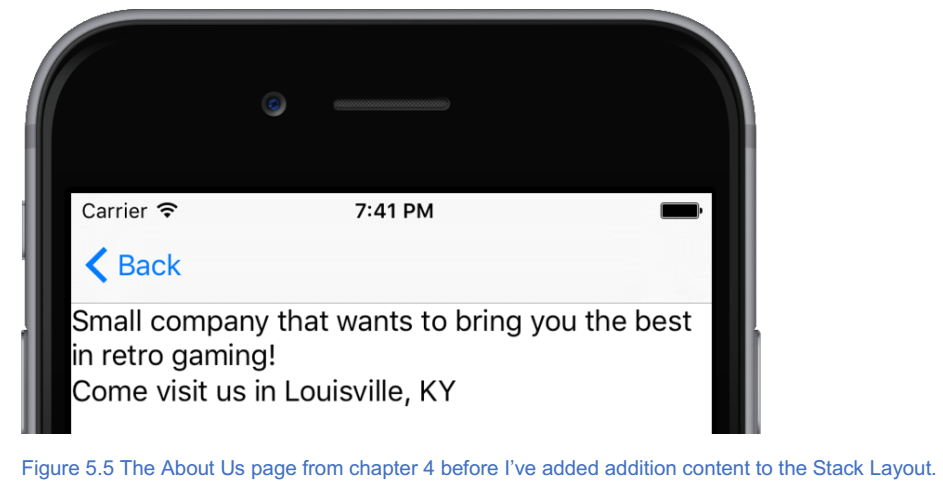 Carrier 7:41 PM
Back
Small company that wants to bring you the best
in retro gaming!
Come visit us in Louisville, KY
Figure 5.5 The About Us page from chapter 4 before I’ve added addition content to the Stack Layout.